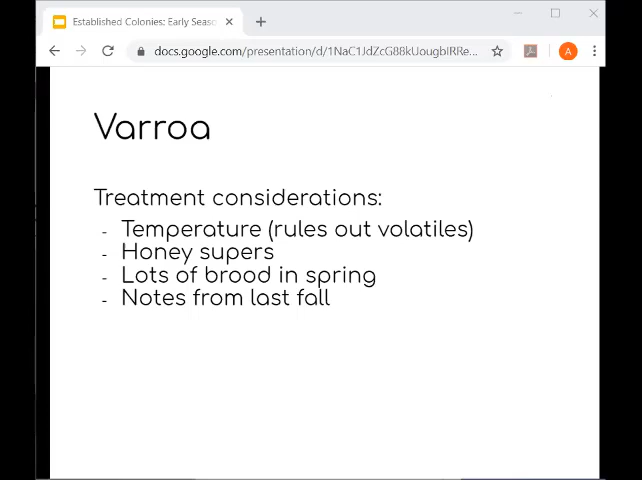 Established Colonies: Early Seaso
docs.google.com/presentation/d/1NaC1JdZcG88kUougbIRRe...
A
Varroa
Treatment considerations:
- Temperature (rules out volatiles)
- Honey supers
- Lots of brood in spring
- Notes from last fall